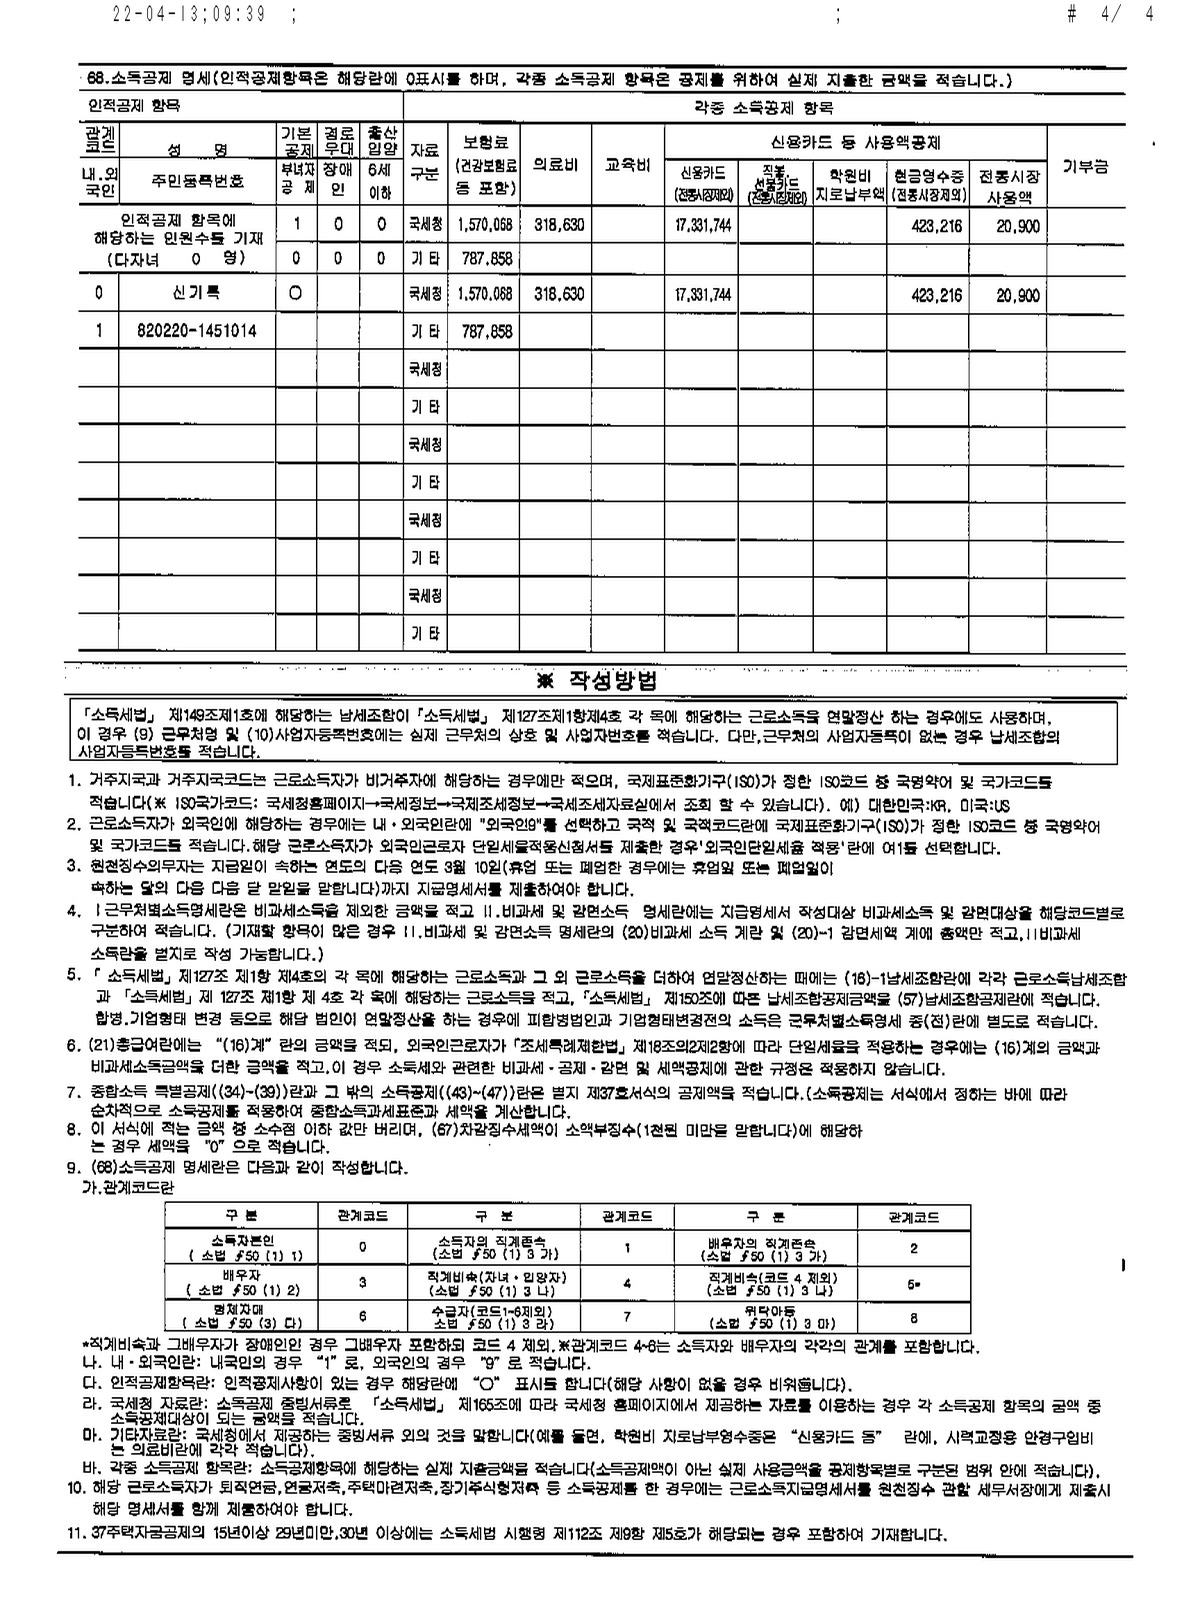 22-04-13;09:39 ; ; # 4/ 4
68.소득공제 명세(인적공제항목은 해당란에 0표시를 하며, 각종 소득공제 항목은 공제를 위하여 실제 지출한 금액을 적습니다.)
인적공제 항목 각종 소득공제 항목
관계코드 성 명 기본공제 경로우대 출산입양 자료구분 보험료(건강보험료 등 포함) 의료비 교육비 신용카드 등 사용액공제 기부금
내.외국인 주민등록번호 부녀자공제 장애인 6세이하 신용카드(전통시장제외) 직불,선불카드(전통시장제외) 학원비지로납부액 현금영수증(전통시장제외) 전통시장사용액
인적공제 항목에 해당하는 인원수를 기재 1 0 0 국세청 1,570,068 318,630 17,331,744 423,216 20,900
(다자녀 0 명) 0 0 0 기 타 787,858
0 신기록 O 국세청 1,570,068 318,630 17,331,744 423,216 20,900
1 820220-1451014 기 타 787,858
국세청
기 타
국세청
기 타
국세청
기 타
국세청
기 타
※ 작성방법
「소득세법」 제149조제1호에 해당하는 납세조합이「소득세법」 제127조제1항제4호 각 목에 해당하는 근로소득을 연말정산 하는 경우에도 사용하며,
이 경우 (9) 근무처명 및 (10)사업자등록번호에는 실제 근무처의 상호 및 사업자번호를 적습니다. 다만,근무처의 사업자등록이 없는 경우 납세조합의
사업자등록번호를 적습니다.
1. 거주지국과 거주지국코드는 근로소득자가 비거주자에 해당하는 경우에만 적으며, 국제표준화기구(ISO)가 정한 ISO코드 중 국명약어 및 국가코드를
적습니다(※ ISO국가코드: 국세청홈페이지→국세정보→국제조세정보→국세조세자료실에서 조회 할 수 있습니다). 예) 대한민국:KR, 미국:US
2. 근로소득자가 외국인에 해당하는 경우에는 내·외국인란에 "외국인9"를 선택하고 국적 및 국적코드란에 국제표준화기구(ISO)가 정한 ISO코드 중 국명약어
및 국가코드를 적습니다.해당 근로소득자가 외국인근로자 단일세율적용신청서를 제출한 경우'외국인단일세율 적용'란에 여1를 선택합니다.
3. 원천징수의무자는 지급일이 속하는 연도의 다음 연도 3월 10일(휴업 또는 폐업한 경우에는 휴업일 또는 폐업일이
속하는 달의 다음 다음 달 말일을 말합니다)까지 지급명세서를 제출하여야 합니다.
4. I근무처별소득명세란은 비과세소득을 제외한 금액을 적고 II.비과세 및 감면소득 명세란에는 지급명세서 작성대상 비과세소득 및 감면대상을 해당코드별로
구분하여 적습니다. (기재할 항목이 많은 경우 II.비과세 및 감면소득 명세란의 (20)비과세 소득 계란 및 (20)-1 감면세액 계에 총액만 적고,II비과세
소득란을 별지로 작성 가능합니다.)
5. 「 소득세법」제127조 제1항 제4호의 각 목에 해당하는 근로소득과 그 외 근로소득을 더하여 연말정산하는 때에는 (16)-1납세조합란에 각각 근로소득납세조합
과 「소득세법」제 127조 제1항 제 4호 각 목에 해당하는 근로소득을 적고, 「소득세법」 제150조에 따른 납세조합공제금액을 (57)납세조합공제란에 적습니다.
합병.기업형태 변경 등으로 해당 법인이 연말정산을 하는 경우에 피합병법인과 기업형태변경전의 소득은 근무처별소득명세 종(전)란에 별도로 적습니다.
6. (21)총급여란에는 “(16)계” 란의 금액을 적되, 외국인근로자가「조세특례제한법」제18조의2제2항에 따라 단일세율을 적용하는 경우에는 (16)계의 금액과
비과세소득금액을 더한 금액을 적고,이 경우 소득세와 관련한 비과세·공제·감면 및 세액공제에 관한 규정은 적용하지 않습니다.
7. 종합소득 특별공제((34)~(39))란과 그 밖의 소득공제((43)~(47))란은 별지 제37호서식의 공제액을 적습니다.(소득공제는 서식에서 정하는 바에 따라
순차적으로 소득공제를 적용하여 종합소득과세표준과 세액을 계산합니다.
8. 이 서식에 적는 금액 중 소수점 이하 값만 버리며, (67)차감징수세액이 소액부징수(1천원 미만을 말합니다)에 해당하
는 경우 세액을 "0" 으로 적습니다.
9. (68)소득공제 명세란은 다음과 같이 작성합니다.
가.관계코드란
구 분 관계코드 구 분 관계코드 구 분 관계코드
소득자본인 ( 소법 ∮50 (1) 1) 0 소득자의 직계존속 (소법 ∮50 (1) 3 가) 1 배우자의 직계존속 (소법 ∮50 (1) 3 가) 2
배우자 ( 소법 ∮50 (1) 2) 3 직계비속(자녀·입양자) (소법 ∮50 (1) 3 나) 4 직계비속(코드 4 제외) (소법 ∮50 (1) 3 나) 5*
형제자매 ( 소법 ∮50 (3) 다) 6 수급자(코드1-6제외) 소법 ∮50 (1) 3 라) 7 위탁아동 (소법 ∮50 (1) 3 마) 8
*직계비속과 그배우자가 장애인인 경우 그배우자 포함하되 코드 4 제외.※관계코드 4~6는 소득자와 배우자의 각각의 관계를 포함합니다.
나. 내·외국인란: 내국인의 경우 “1” 로, 외국인의 경우 "9" 로 적습니다.
다. 인적공제항목란: 인적공제사항이 있는 경우 해당란에 “O” 표시를 합니다(해당 사항이 없을 경우 비워둡니다).
라. 국세청 자료란: 소득공제 증빙서류로 「소득세법」 제165조에 따라 국세청 홈페이지에서 제공하는 자료를 이용하는 경우 각 소득공제 항목의 금액 중
소득공제대상이 되는 금액을 적습니다.
마. 기타자료란: 국세청에서 제공하는 증빙서류 외의 것을 말합니다(예를 들면, 학원비 지로납부영수증은 “신용카드 등” 란에, 시력교정용 안경구입비
는 의료비란에 각각 적습니다).
바. 각종 소득공제 항목란: 소득공제항목에 해당하는 실제 지출금액을 적습니다(소득공제액이 아닌 실제 사용금액을 공제항목별로 구분된 범위 안에 적습니다).
10. 해당 근로소득자가 퇴직연금,연금저축,주택마련저축,장기주식형저축 등 소득공제를 한 경우에는 근로소득지급명세서를 원천징수 관할 세무서장에게 제출시
해당 명세서를 함께 제출하여야 합니다.
11. 37주택자금공제의 15년이상 29년미만,30년 이상에는 소득세법 시행령 제112조 제9항 제5호가 해당되는 경우 포함하여 기재합니다.